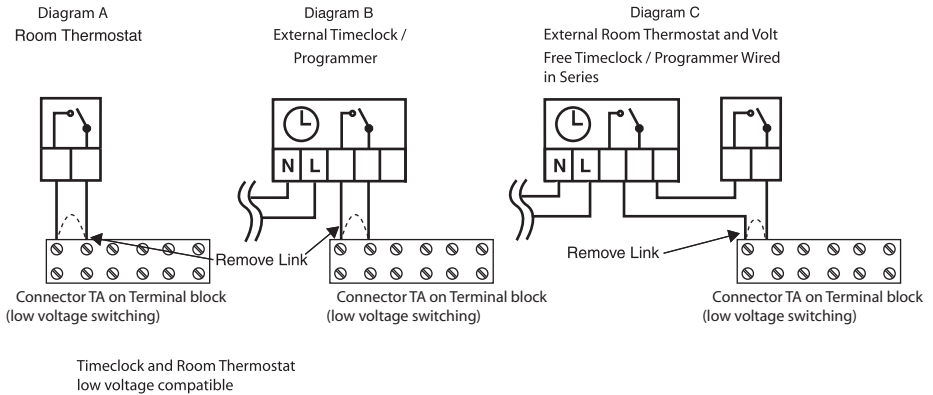 Diagram A
Room Thermostat
Diagram B
External Timeclock /
Programmer
Diagram C
External Room Thermostat and Volt
Free Timeclock / Programmer Wired
in Series
N L
N L
Remove Link
Remove Link
Connector TA on Terminal block
(low voltage switching)
Connector TA on Terminal block
(low voltage switching)
Connector TA on Terminal block
(low voltage switching)
Timeclock and Room Thermostat
low voltage compatible